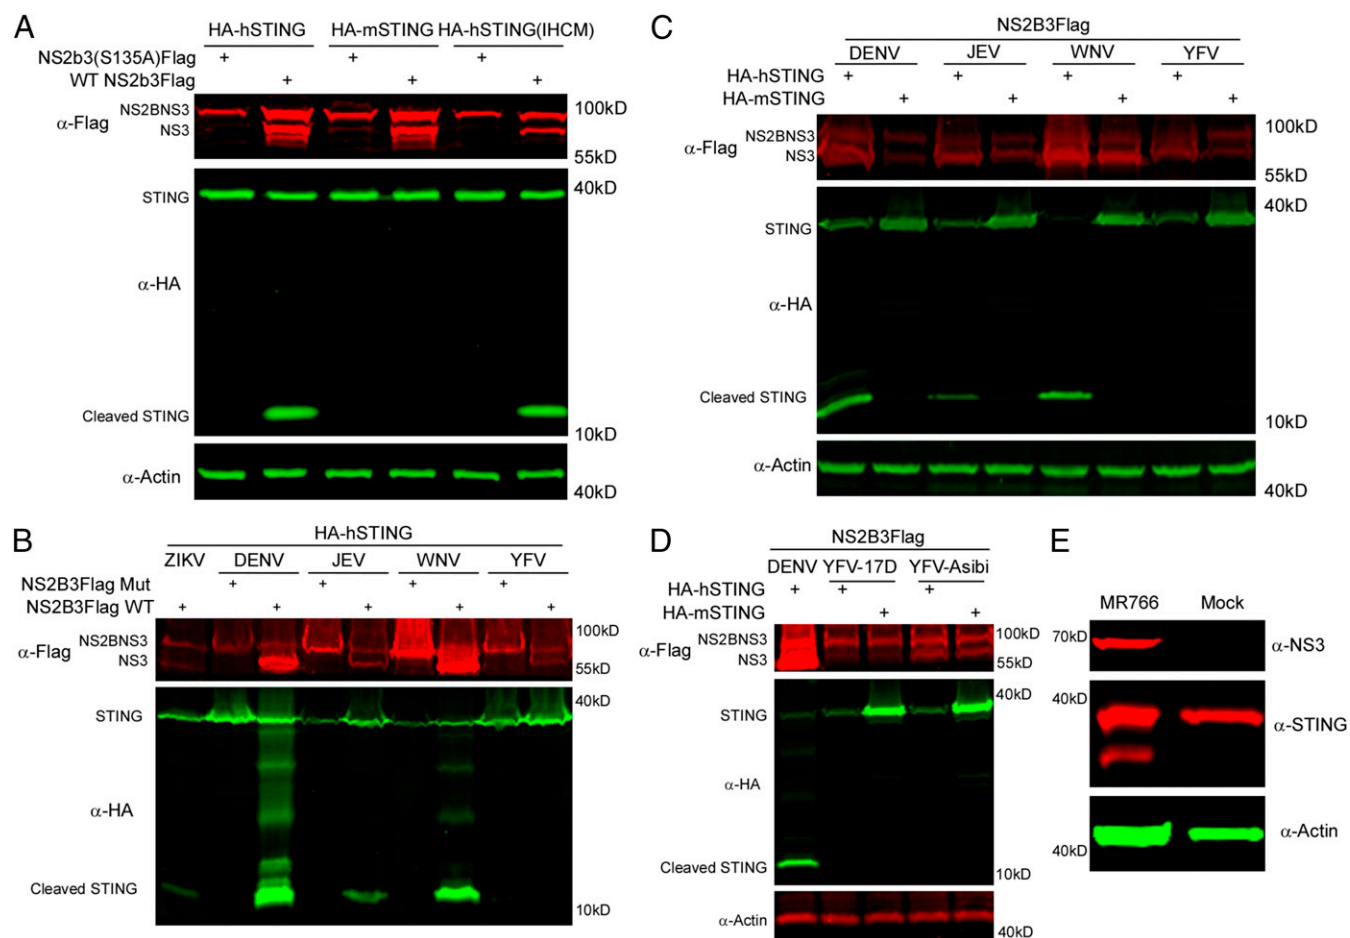 A
HA-hSTING HA-mSTING HA-hSTING(IHCM)
NS2b3(S135A)Flag + + +
WT NS2b3Flag + + +
α-Flag
NS2BNS3
NS3
100kD
55kD
STING
40kD
α-HA
Cleaved STING
10kD
α-Actin
40kD
B
HA-hSTING
ZIKV DENV JEV WNV YFV
NS2B3Flag Mut + + + +
NS2B3Flag WT + + + + +
α-Flag
NS2BNS3
NS3
100kD
55kD
STING
40kD
α-HA
Cleaved STING
10kD
C
NS2B3Flag
DENV JEV WNV YFV
HA-hSTING + + + +
HA-mSTING + + + +
α-Flag
NS2BNS3
NS3
100kD
55kD
40kD
STING
α-HA
Cleaved STING
10kD
α-Actin
40kD
D
NS2B3Flag
DENV YFV-17D YFV-Asibi
HA-hSTING + + +
HA-mSTING + +
α-Flag
NS2BNS3
NS3
100kD
55kD
40kD
STING
α-HA
Cleaved STING
10kD
α-Actin
40kD
E
MR766 Mock
70kD
α-NS3
40kD
α-STING
α-Actin
40kD